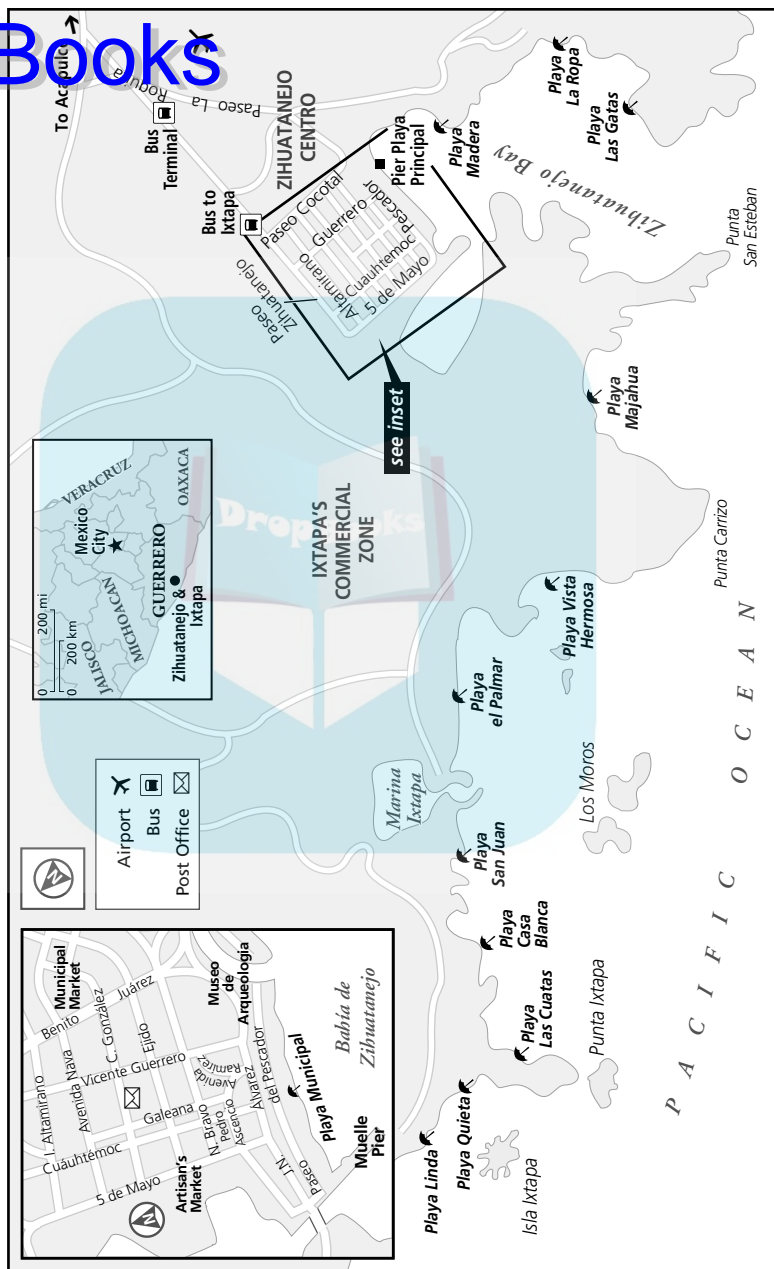 Books
To Acapulco
Paseo La
Roquia
Bus
Terminal
Bus to
Ixtapa
ZIHUATANEJO
CENTRO
Paseo Cocotal
Guerrero
Pescador
Altamirano
Cuauhtemoc
5 de Mayo
Paseo
Zihuatanejo
Pier Playa
Principal
Playa
Madera
Playa
La Ropa
Playa
Las Gatas
Zihuatanejo Bay
Punta
San Esteban
see inset
Playa
Majahua
Punta Carrizo
IXTAPA'S
COMMERCIAL
ZONE
DropBooks
Playa Vista
Hermosa
Playa
el Palmar
Los Moros
Marina
Ixtapa
Playa
San Juan
Playa
Casa
Blanca
Playa
Las Cuatas
Punta Ixtapa
Playa Quieta
Playa Linda
Isla Ixtapa
PACIFIC OCEAN
0 200 mi
0 200 km
VERACRUZ
Mexico
City
OAXACA
GUERRERO
MICHOACAN
JALISCO
Zihuatanejo &
Ixtapa
Airport
Bus
Post Office
N
Municipal
Market
Benito
Juárez
I. Altamirano
Avenida Nava
C. González
Ejido
Vicente Guerrero
Cuauhtémoc
Galeana
5 de Mayo
Artisan's
Market
N
N. Bravo
Pedro
Ascencio
Avenida
Ramírez
J.N.
Alvarez
Paseo
del Pescador
Museo
de
Arqueologia
Playa Municipal
Bahía de
Zihuatanejo
Muelle
Pier